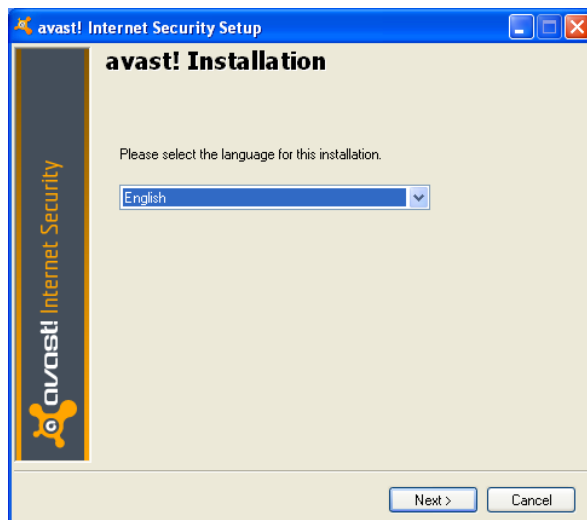 avast! Internet Security Setup
avast! Installation
Please select the language for this installation.
English
avast! Internet Security
Next >
Cancel